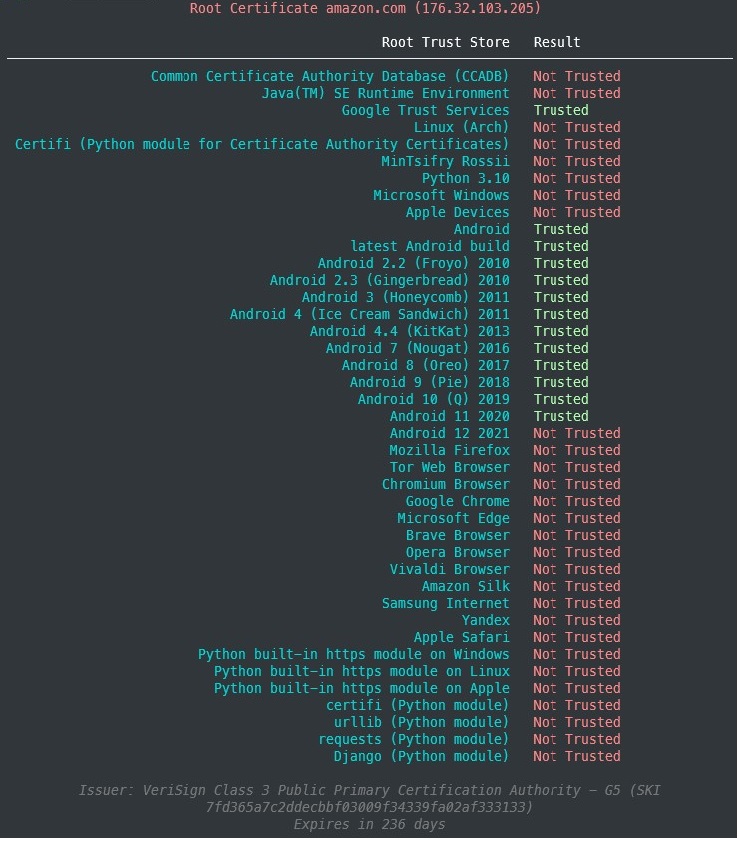 Root Certificate amazon.com (176.32.103.205)
Root Trust Store Result
Common Certificate Authority Database (CCADB) Not Trusted
Java(TM) SE Runtime Environment Not Trusted
Google Trust Services Trusted
Linux (Arch) Not Trusted
Certifi (Python module for Certificate Authority Certificates) Not Trusted
MinTsifry Rossii Not Trusted
Python 3.10 Not Trusted
Microsoft Windows Not Trusted
Apple Devices Not Trusted
Android Trusted
latest Android build Trusted
Android 2.2 (Froyo) 2010 Trusted
Android 2.3 (Gingerbread) 2010 Trusted
Android 3 (Honeycomb) 2011 Trusted
Android 4 (Ice Cream Sandwich) 2011 Trusted
Android 4.4 (KitKat) 2013 Trusted
Android 7 (Nougat) 2016 Trusted
Android 8 (Oreo) 2017 Trusted
Android 9 (Pie) 2018 Trusted
Android 10 (Q) 2019 Trusted
Android 11 2020 Trusted
Android 12 2021 Not Trusted
Mozilla Firefox Not Trusted
Tor Web Browser Not Trusted
Chromium Browser Not Trusted
Google Chrome Not Trusted
Microsoft Edge Not Trusted
Brave Browser Not Trusted
Opera Browser Not Trusted
Vivaldi Browser Not Trusted
Amazon Silk Not Trusted
Samsung Internet Not Trusted
Yandex Not Trusted
Apple Safari Not Trusted
Python built-in https module on Windows Not Trusted
Python built-in https module on Linux Not Trusted
Python built-in https module on Apple Not Trusted
certifi (Python module) Not Trusted
urllib (Python module) Not Trusted
requests (Python module) Not Trusted
Django (Python module) Not Trusted
Issuer: VeriSign Class 3 Public Primary Certification Authority – G5 (SKI
7fd365a7c2ddecbbf03009f34339fa02af333133)
Expires in 236 days